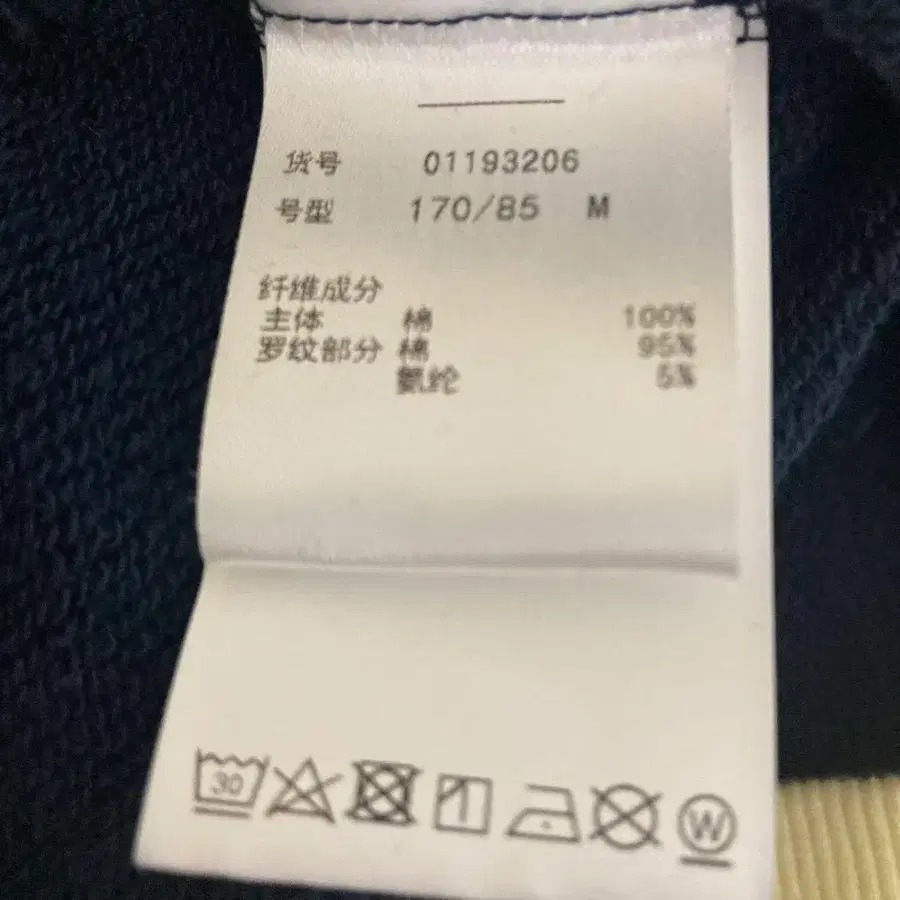 货号 01193206
号型 170/85 M
纤维成分
主体 棉 100%
罗纹部分 棉 95%
氨纶 5%
30
W